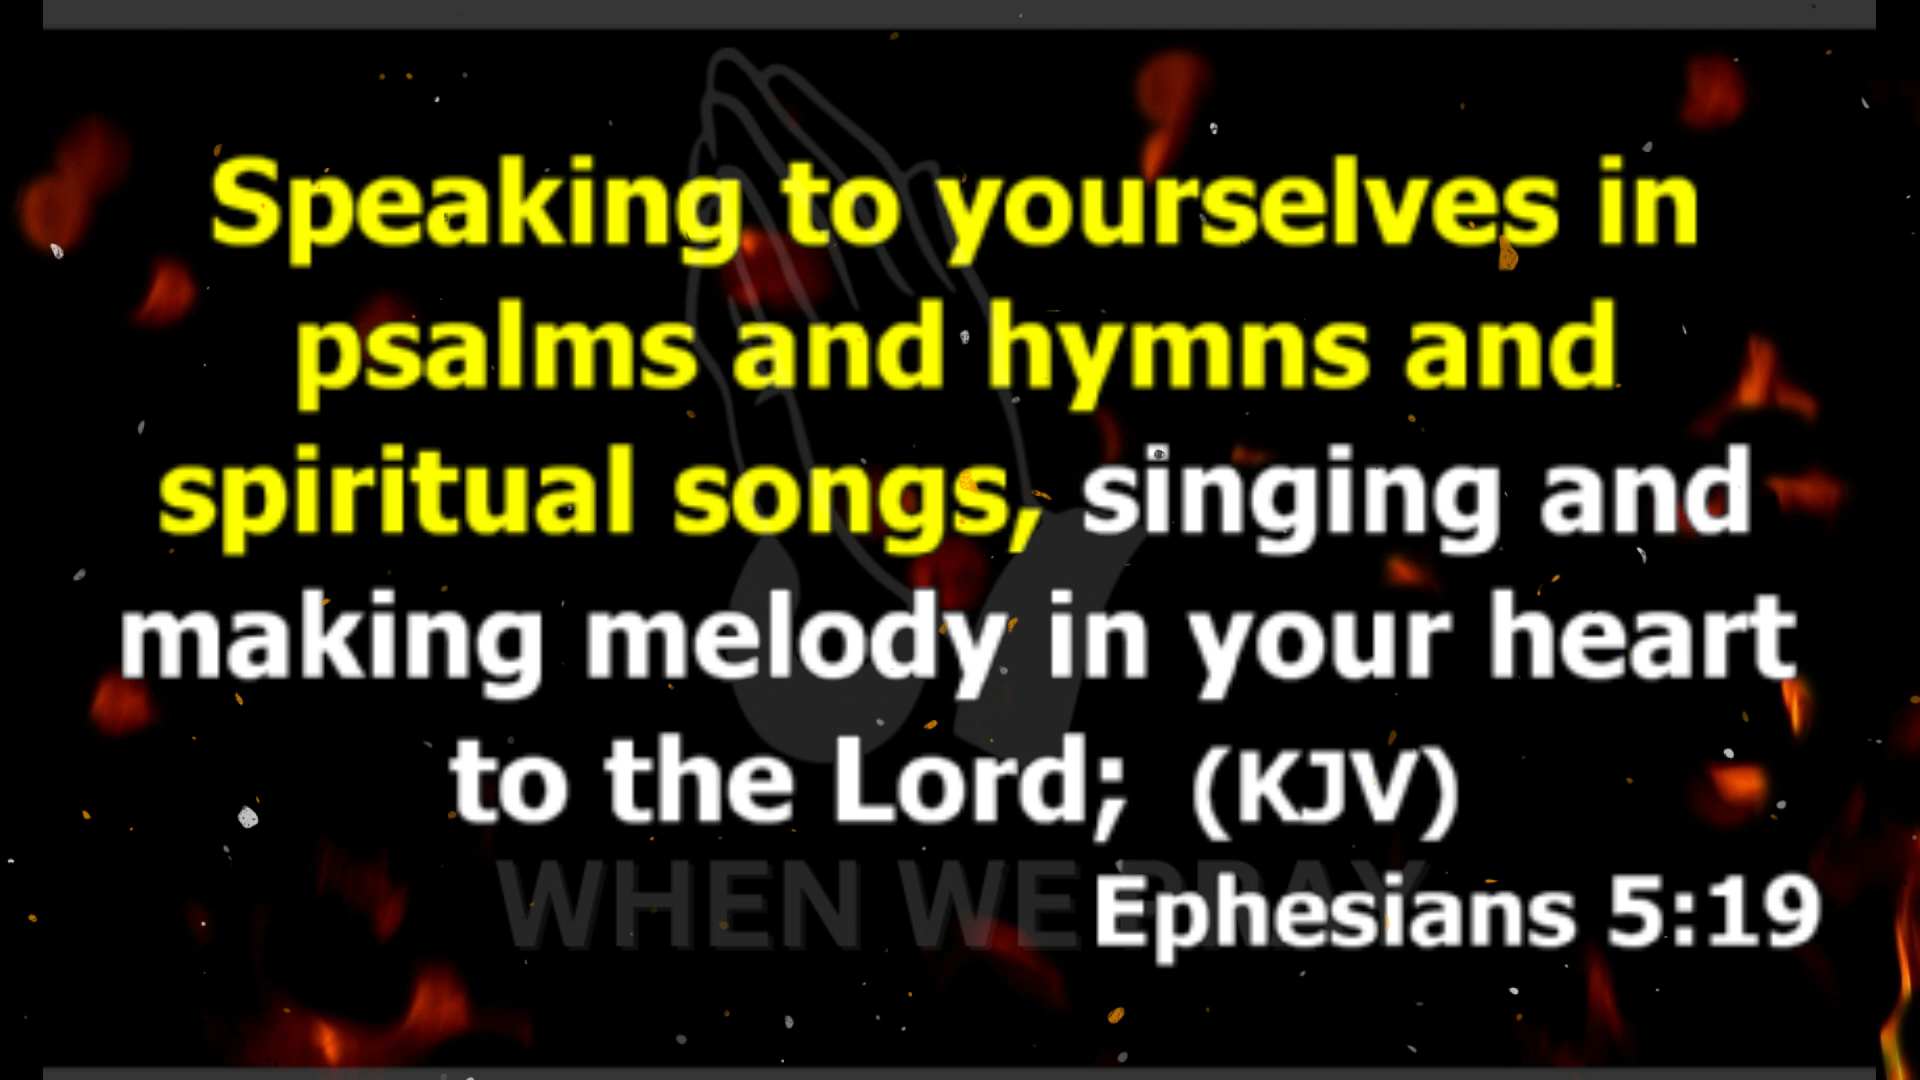 Speaking to yourselves in
psalms and hymns and
spiritual songs, singing and
making melody in your heart
to the Lord; (KJV)
WHEN WE PRAY
Ephesians 5:19